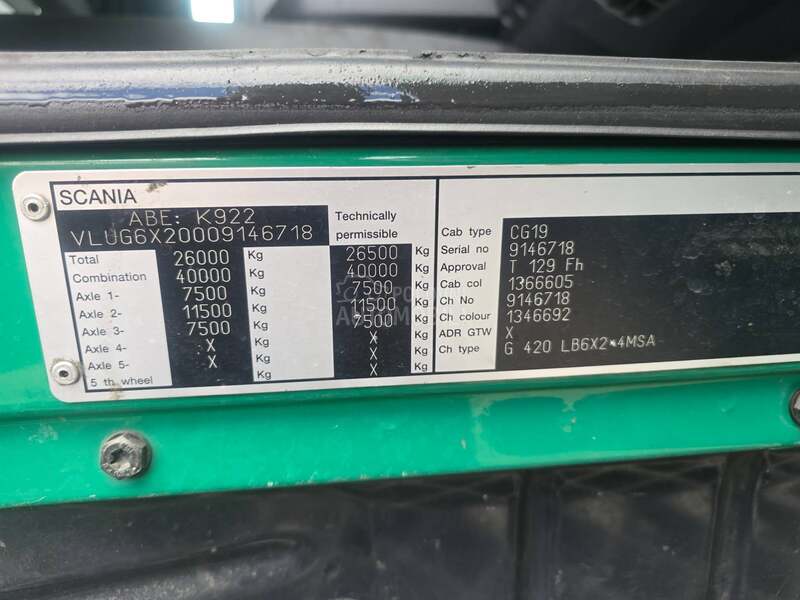 SCANIA
ABE: K922
VLUG6X20009146718
Technically permissible
Total 26000 Kg 26500 Kg
Combination 40000 Kg 40000 Kg
Axle 1- 7500 Kg 7500 Kg
Axle 2- 11500 Kg 11500 Kg
Axle 3- 7500 Kg 7500 Kg
Axle 4- X Kg X Kg
Axle 5- X Kg X Kg
5 th wheel Kg X Kg
Cab type CG19
Serial no 9146718
Approval T 129 Fh
Cab col 1366605
Ch No 9146718
Ch colour 1346692
ADR GTW X
Ch type G 420 LB6X2*4MSA